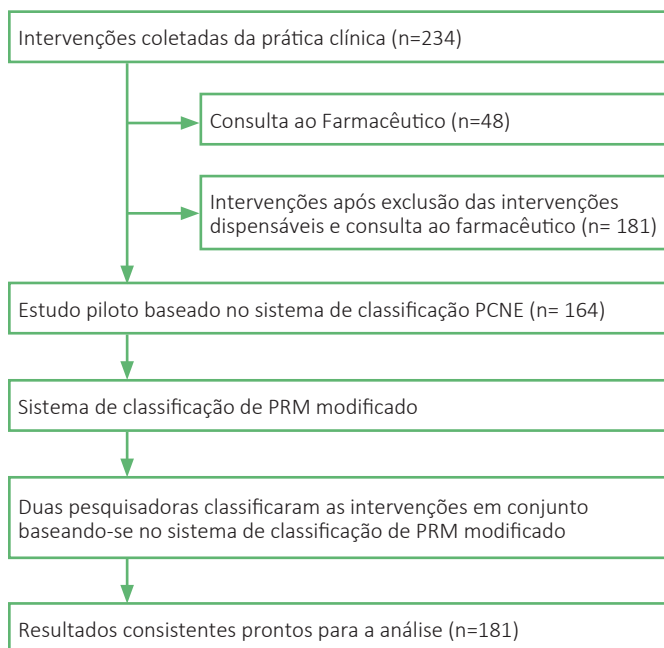 Intervenções coletadas da prática clínica (n=234)
Consulta ao Farmacêutico (n=48)
Intervenções após exclusão das intervenções
dispensáveis e consulta ao farmacêutico (n= 181)
Estudo piloto baseado no sistema de classificação PCNE (n= 164)
Sistema de classificação de PRM modificado
Duas pesquisadoras classificaram as intervenções em conjunto
baseando-se no sistema de classificação de PRM modificado
Resultados consistentes prontos para a análise (n=181)